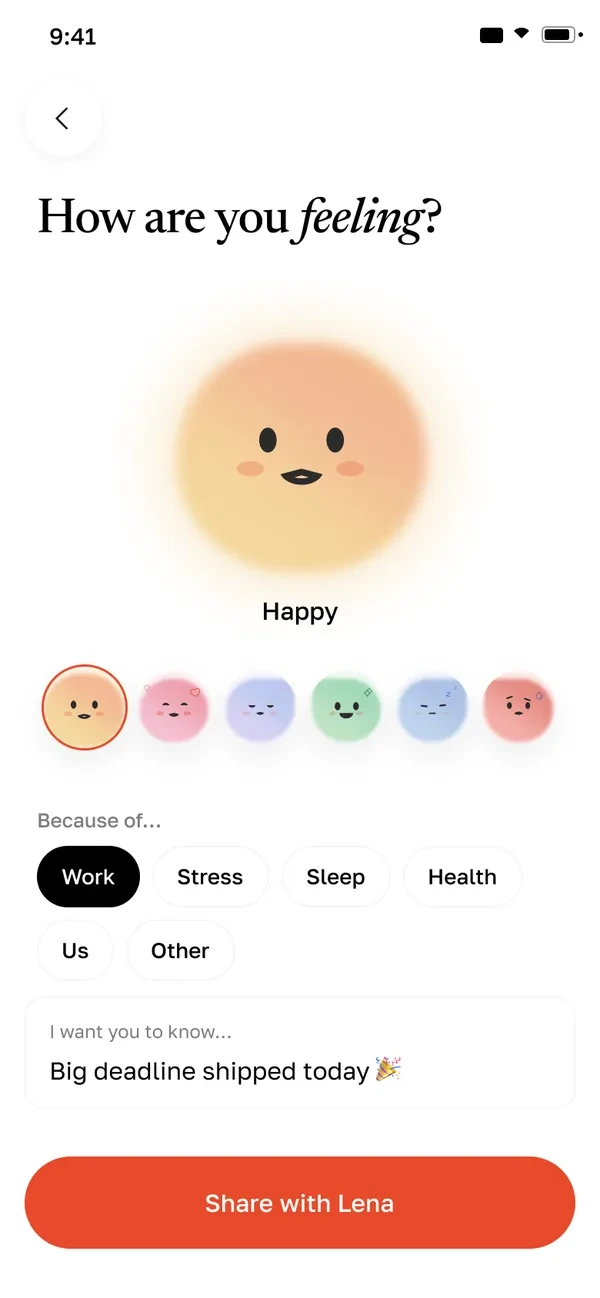 9:41
How are you feeling?
Happy
Because of...
Work
Stress
Sleep
Health
Us
Other
I want you to know...
Big deadline shipped today 🎉
Share with Lena